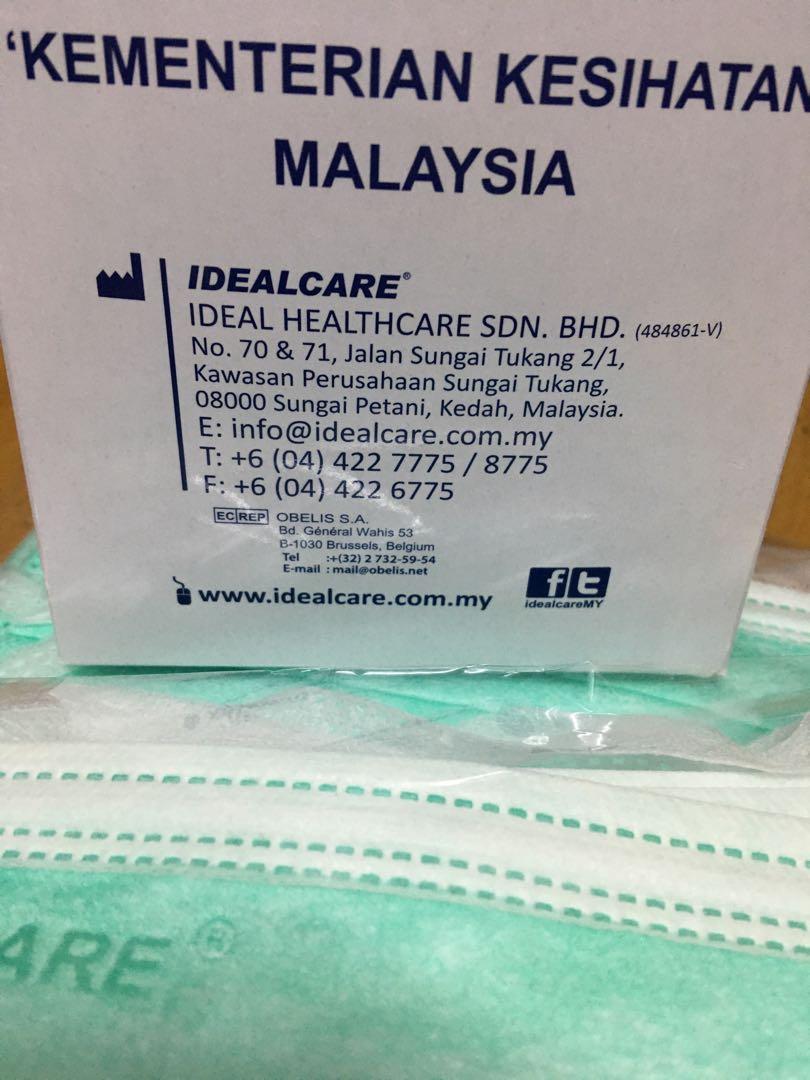 'KEMENTERIAN KESIHATAN
MALAYSIA
IDEALCARE®
IDEAL HEALTHCARE SDN. BHD. (484861-V)
No. 70 & 71, Jalan Sungai Tukang 2/1,
Kawasan Perusahaan Sungai Tukang,
08000 Sungai Petani, Kedah, Malaysia.
E: info@idealcare.com.my
T: +6 (04) 422 7775 / 8775
F: +6 (04) 422 6775
EC REP OBELIS S.A.
Bd. Général Wahis 53
B-1030 Brussels, Belgium
Tel :+(32) 2 732-59-54
E-mail : mail@obelis.net
www.idealcare.com.my
f t
idealcareMY
CARE ®